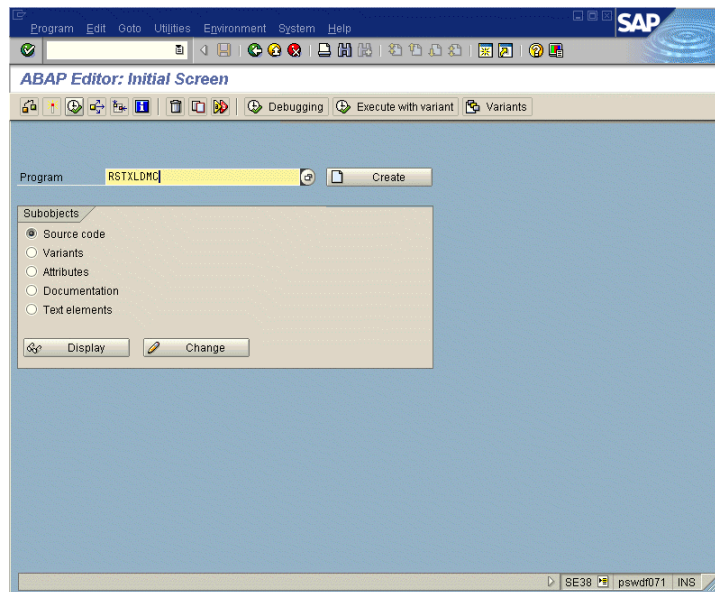 SAP
Program Edit Goto Utilities Environment System Help
ABAP Editor: Initial Screen
Debugging Execute with variant Variants
Program RSTXLDMC Create
Subobjects
Source code
Variants
Attributes
Documentation
Text elements
Display Change
SE38 pswdf071 INS